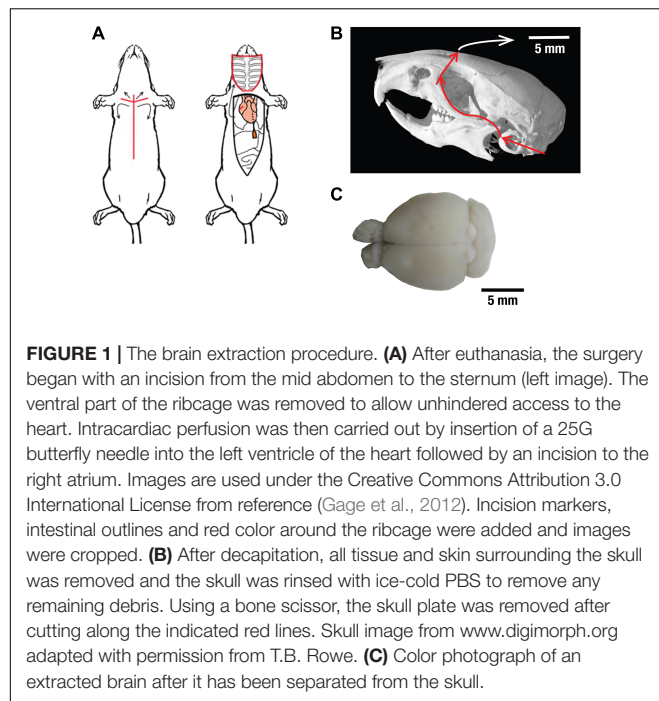 A
B
5 mm
C
5 mm
FIGURE 1 | The brain extraction procedure. (A) After euthanasia, the surgery
began with an incision from the mid abdomen to the sternum (left image). The
ventral part of the ribcage was removed to allow unhindered access to the
heart. Intracardiac perfusion was then carried out by insertion of a 25G
butterfly needle into the left ventricle of the heart followed by an incision to the
right atrium. Images are used under the Creative Commons Attribution 3.0
International License from reference (Gage et al., 2012). Incision markers,
intestinal outlines and red color around the ribcage were added and images
were cropped. (B) After decapitation, all tissue and skin surrounding the skull
was removed and the skull was rinsed with ice-cold PBS to remove any
remaining debris. Using a bone scissor, the skull plate was removed after
cutting along the indicated red lines. Skull image from www.digimorph.org
adapted with permission from T.B. Rowe. (C) Color photograph of an
extracted brain after it has been separated from the skull.